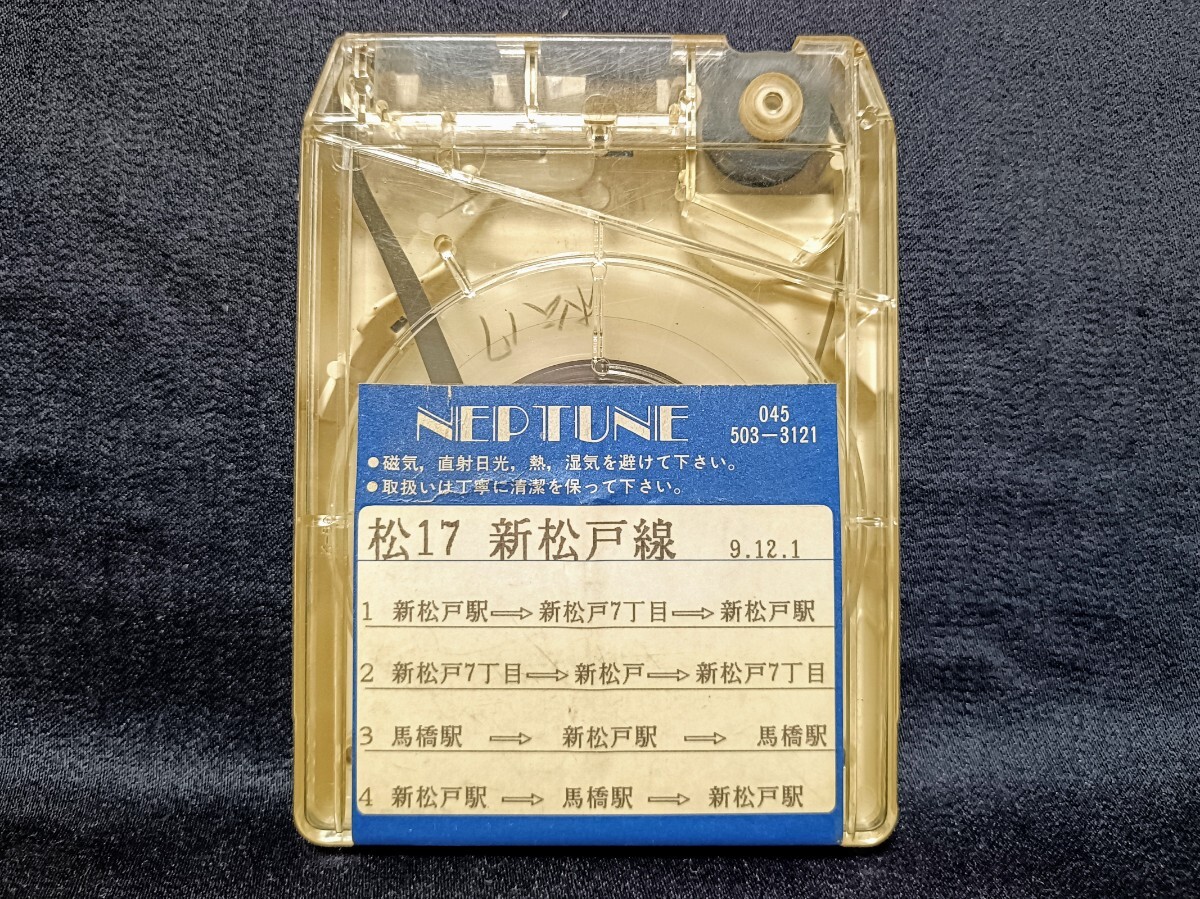 松17
NEPTUNE
045
503-3121
●磁気，直射日光，熱，湿気を避けて下さい。
●取扱いは丁寧に清潔を保って下さい。
松17 新松戸線 9.12.1
1 新松戸駅⇨新松戸7丁目⇨新松戸駅
2 新松戸7丁目⇨新松戸⇨新松戸7丁目
3 馬橋駅 ⇨ 新松戸駅 ⇨ 馬橋駅
4 新松戸駅 ⇨ 馬橋駅 ⇨ 新松戸駅